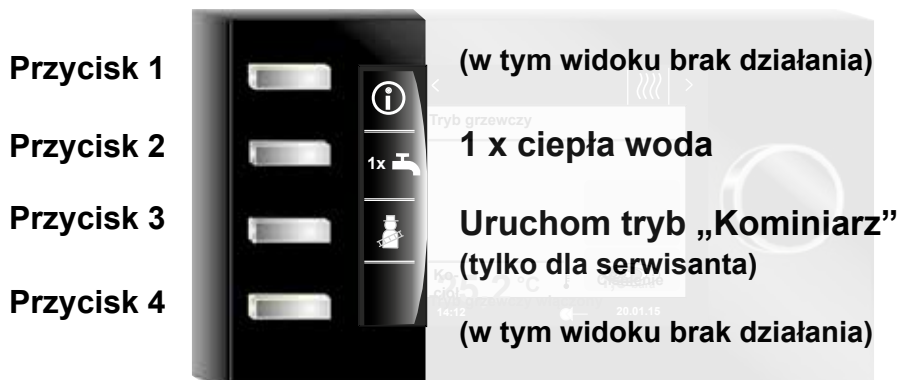 Przycisk 1
(w tym widoku brak działania)
Tryb grzewczy
Przycisk 2
1x
1 x ciepła woda
Przycisk 3
Uruchom tryb „Kominiarz”
(tylko dla serwisanta)
°C
Przycisk 4
14:12
20.01.15
(w tym widoku brak działania)